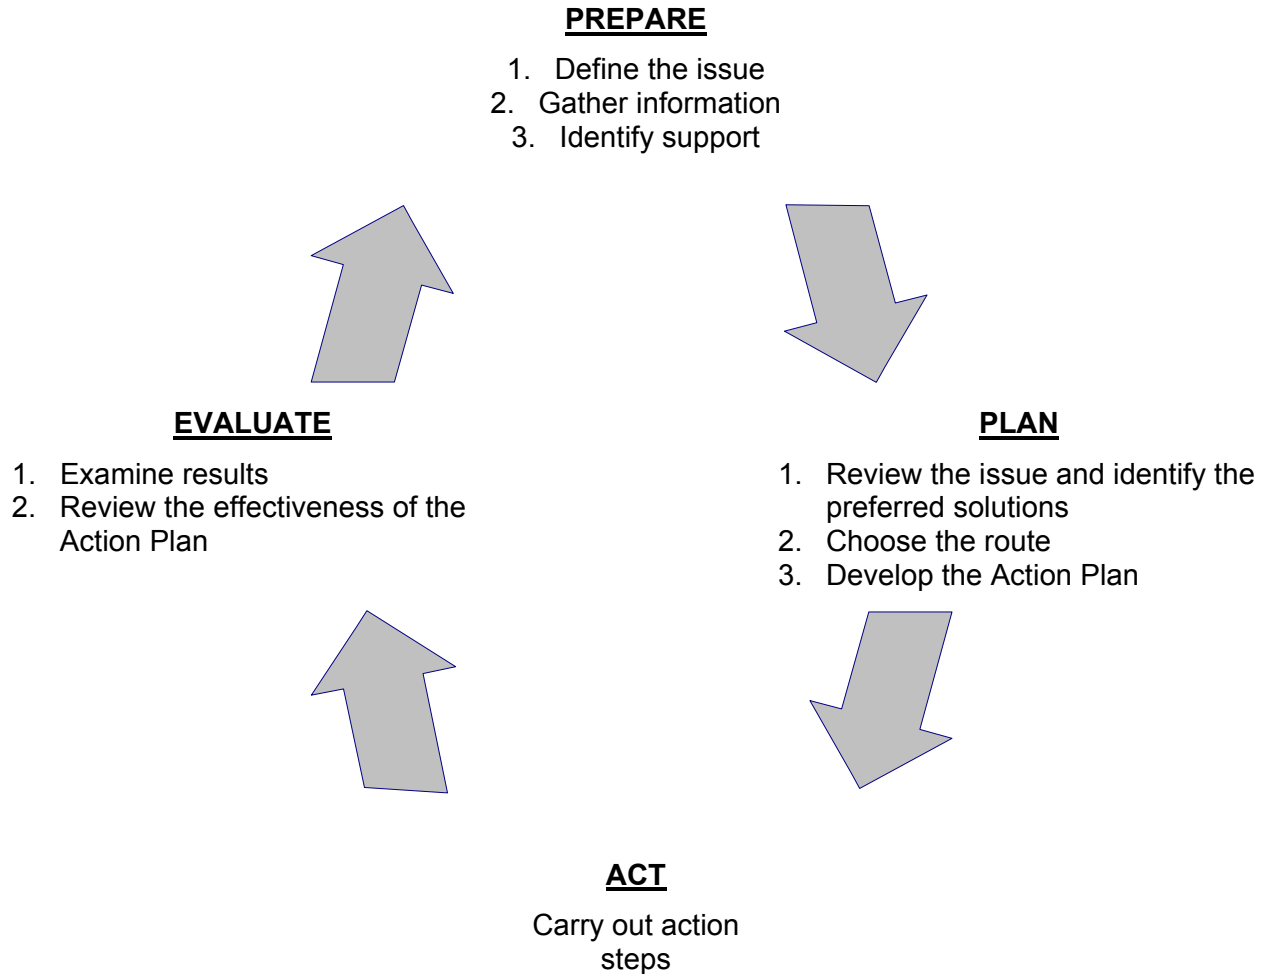 PREPARE
1. Define the issue
2. Gather information
3. Identify support
EVALUATE
1. Examine results
2. Review the effectiveness of the
Action Plan
PLAN
1. Review the issue and identify the
preferred solutions
2. Choose the route
3. Develop the Action Plan
ACT
Carry out action
steps